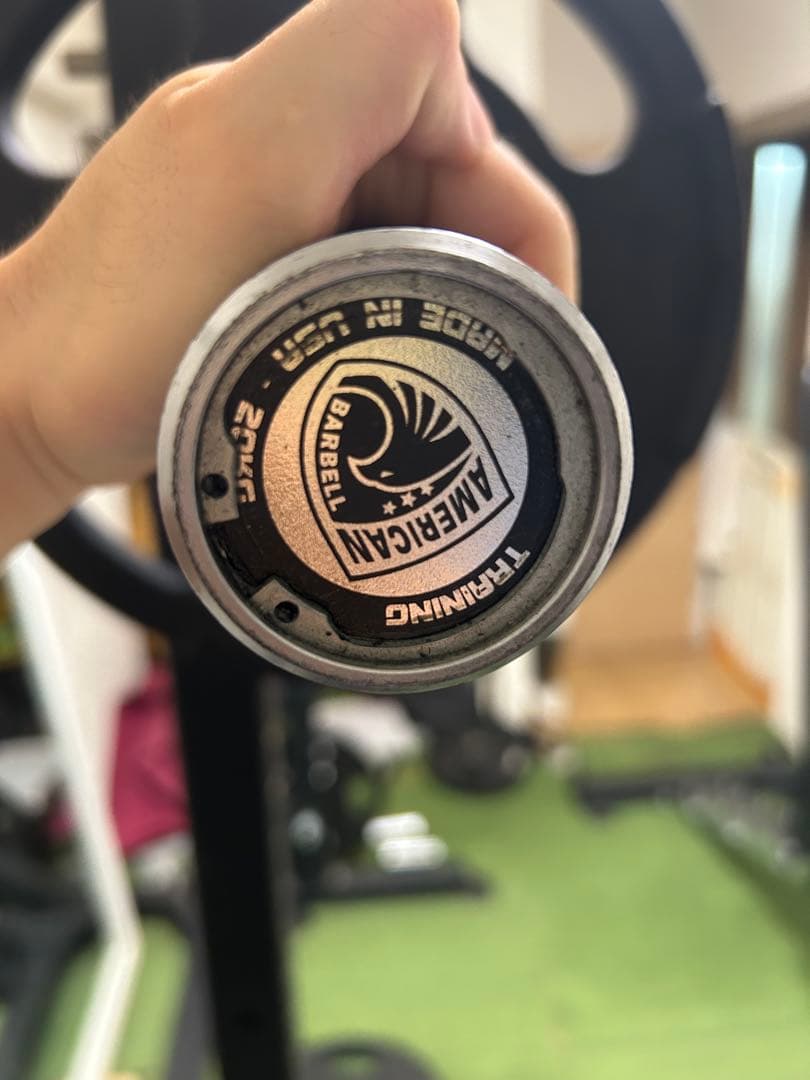 AMERICAN
BARBELL
TRAINING
20KG • MADE IN USA